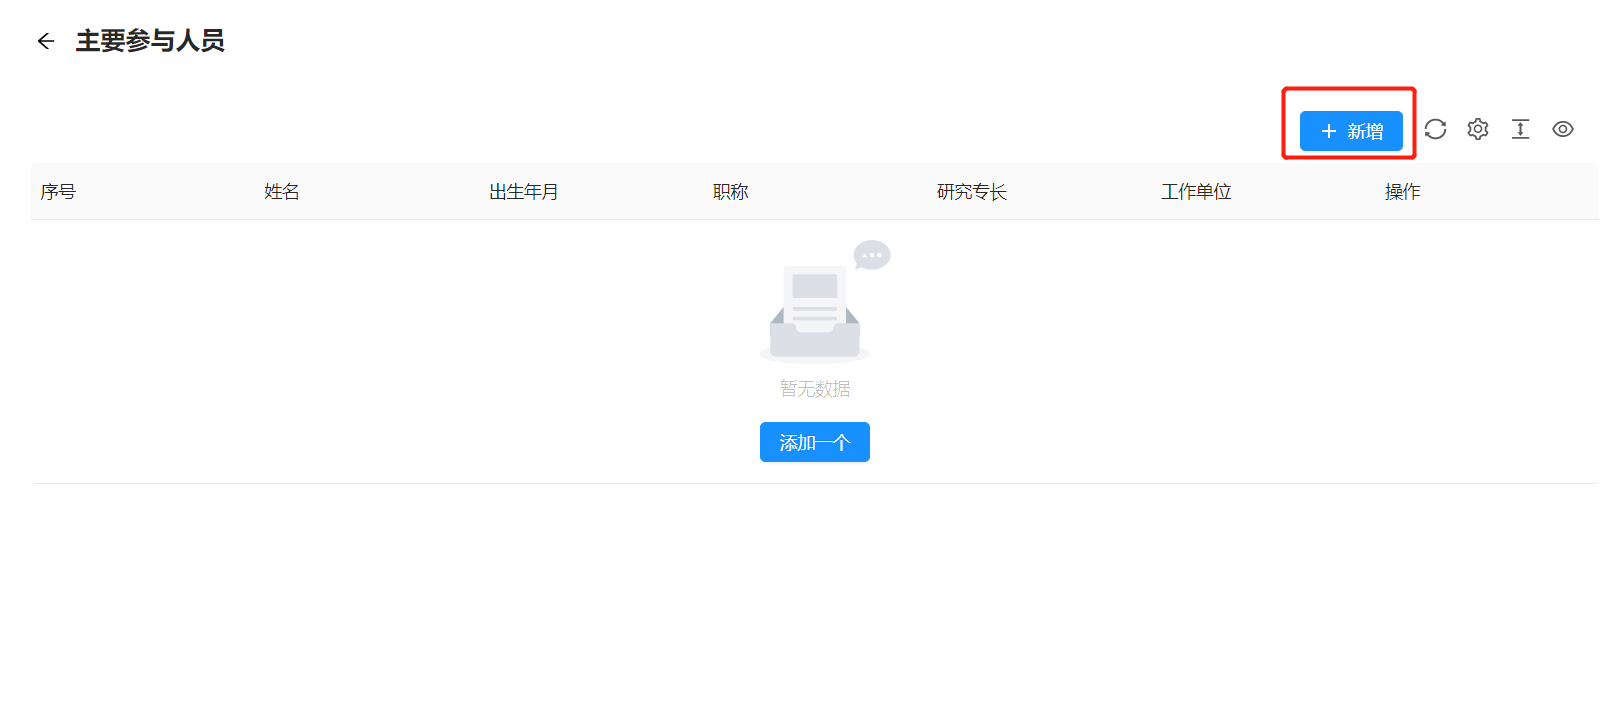 主要参与人员
新增
序号 姓名 出生年月 职称 研究专长 工作单位 操作
暂无数据
添加一个